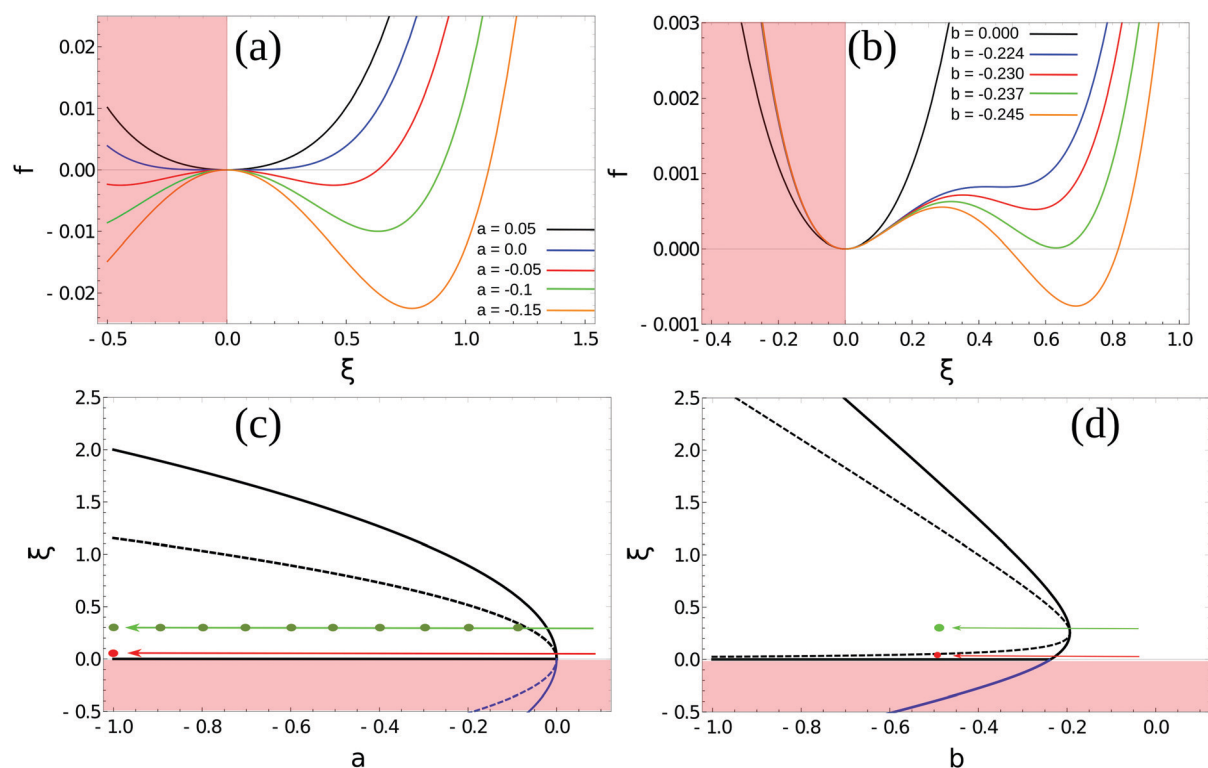 (a)
0.02
0.01
0.00
- 0.01
- 0.02
f
a = 0.05
a = 0.0
a = -0.05
a = -0.1
a = -0.15
- 0.5
0.0
0.5
1.0
1.5
ξ
(b)
0.003
0.002
0.001
0.000
0.001
f
b = 0.000
b = -0.224
b = -0.230
b = -0.237
b = -0.245
- 0.4
- 0.2
0.0
0.2
0.4
0.6
0.8
1.0
ξ
(c)
2.5
2.0
1.5
1.0
0.5
0.0
- 0.5
ξ
- 1.0
- 0.8
- 0.6
- 0.4
- 0.2
0.0
a
(d)
2.5
2.0
1.5
1.0
0.5
0.0
- 0.5
ξ
- 1.0
- 0.8
- 0.6
- 0.4
- 0.2
0.0
b